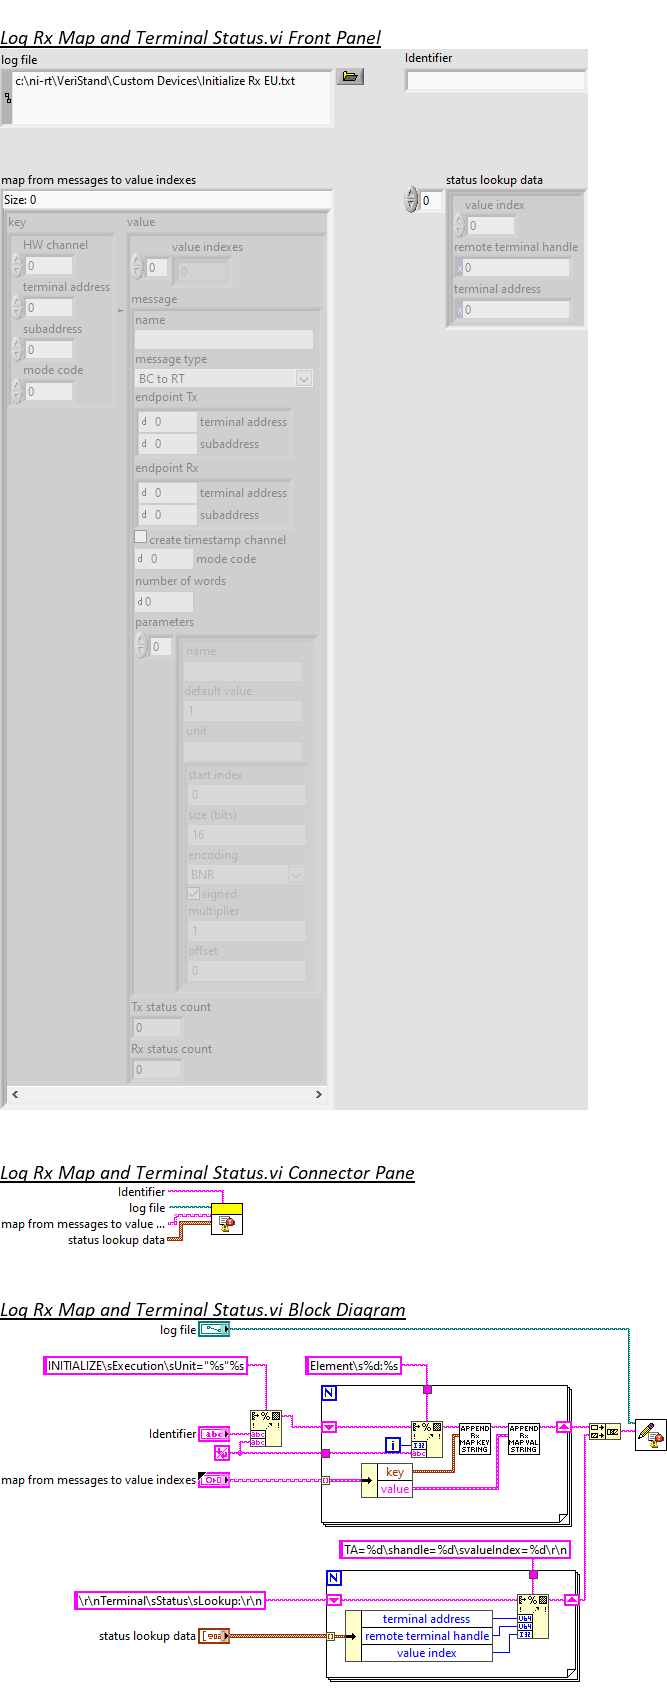 Log Rx Map and Terminal Status.vi Front Panel
log file
Identifier
c:\ni-rt\VeriStand\Custom Devices\Initialize Rx EU.txt
map from messages to value indexes
status lookup data
Size: 0
0
key
value
value index
HW channel
value indexes
0
0
0
0
remote terminal handle
terminal address
message
x 0
0
name
terminal address
subaddress
x 0
0
message type
mode code
BC to RT
0
endpoint Tx
d 0 terminal address
d 0 subaddress
endpoint Rx
d 0 terminal address
d 0 subaddress
create timestamp channel
d 0 mode code
number of words
d 0
parameters
0
name
default value
1
unit
start index
0
size (bits)
16
encoding
BNR
signed
multiplier
1
offset
0
Tx status count
0
Rx status count
0
Log Rx Map and Terminal Status.vi Connector Pane
Identifier
log file
map from messages to value ...
status lookup data
Log Rx Map and Terminal Status.vi Block Diagram
log file
INITIALIZE\sExecution\sUnit="%s"%s
Element\s%d:%s
N
Identifier
abc
abc
abc
i
I32
abc
APPEND
Rx
MAP KEY
STRING
APPEND
Rx
MAP VAL
STRING
map from messages to value indexes
key
value
TA=%d\shandle=%d\svalueIndex=%d\r\n
N
\r\nTerminal\sStatus\sLookup:\r\n
status lookup data
terminal address
remote terminal handle
value index
U64
U64
I32